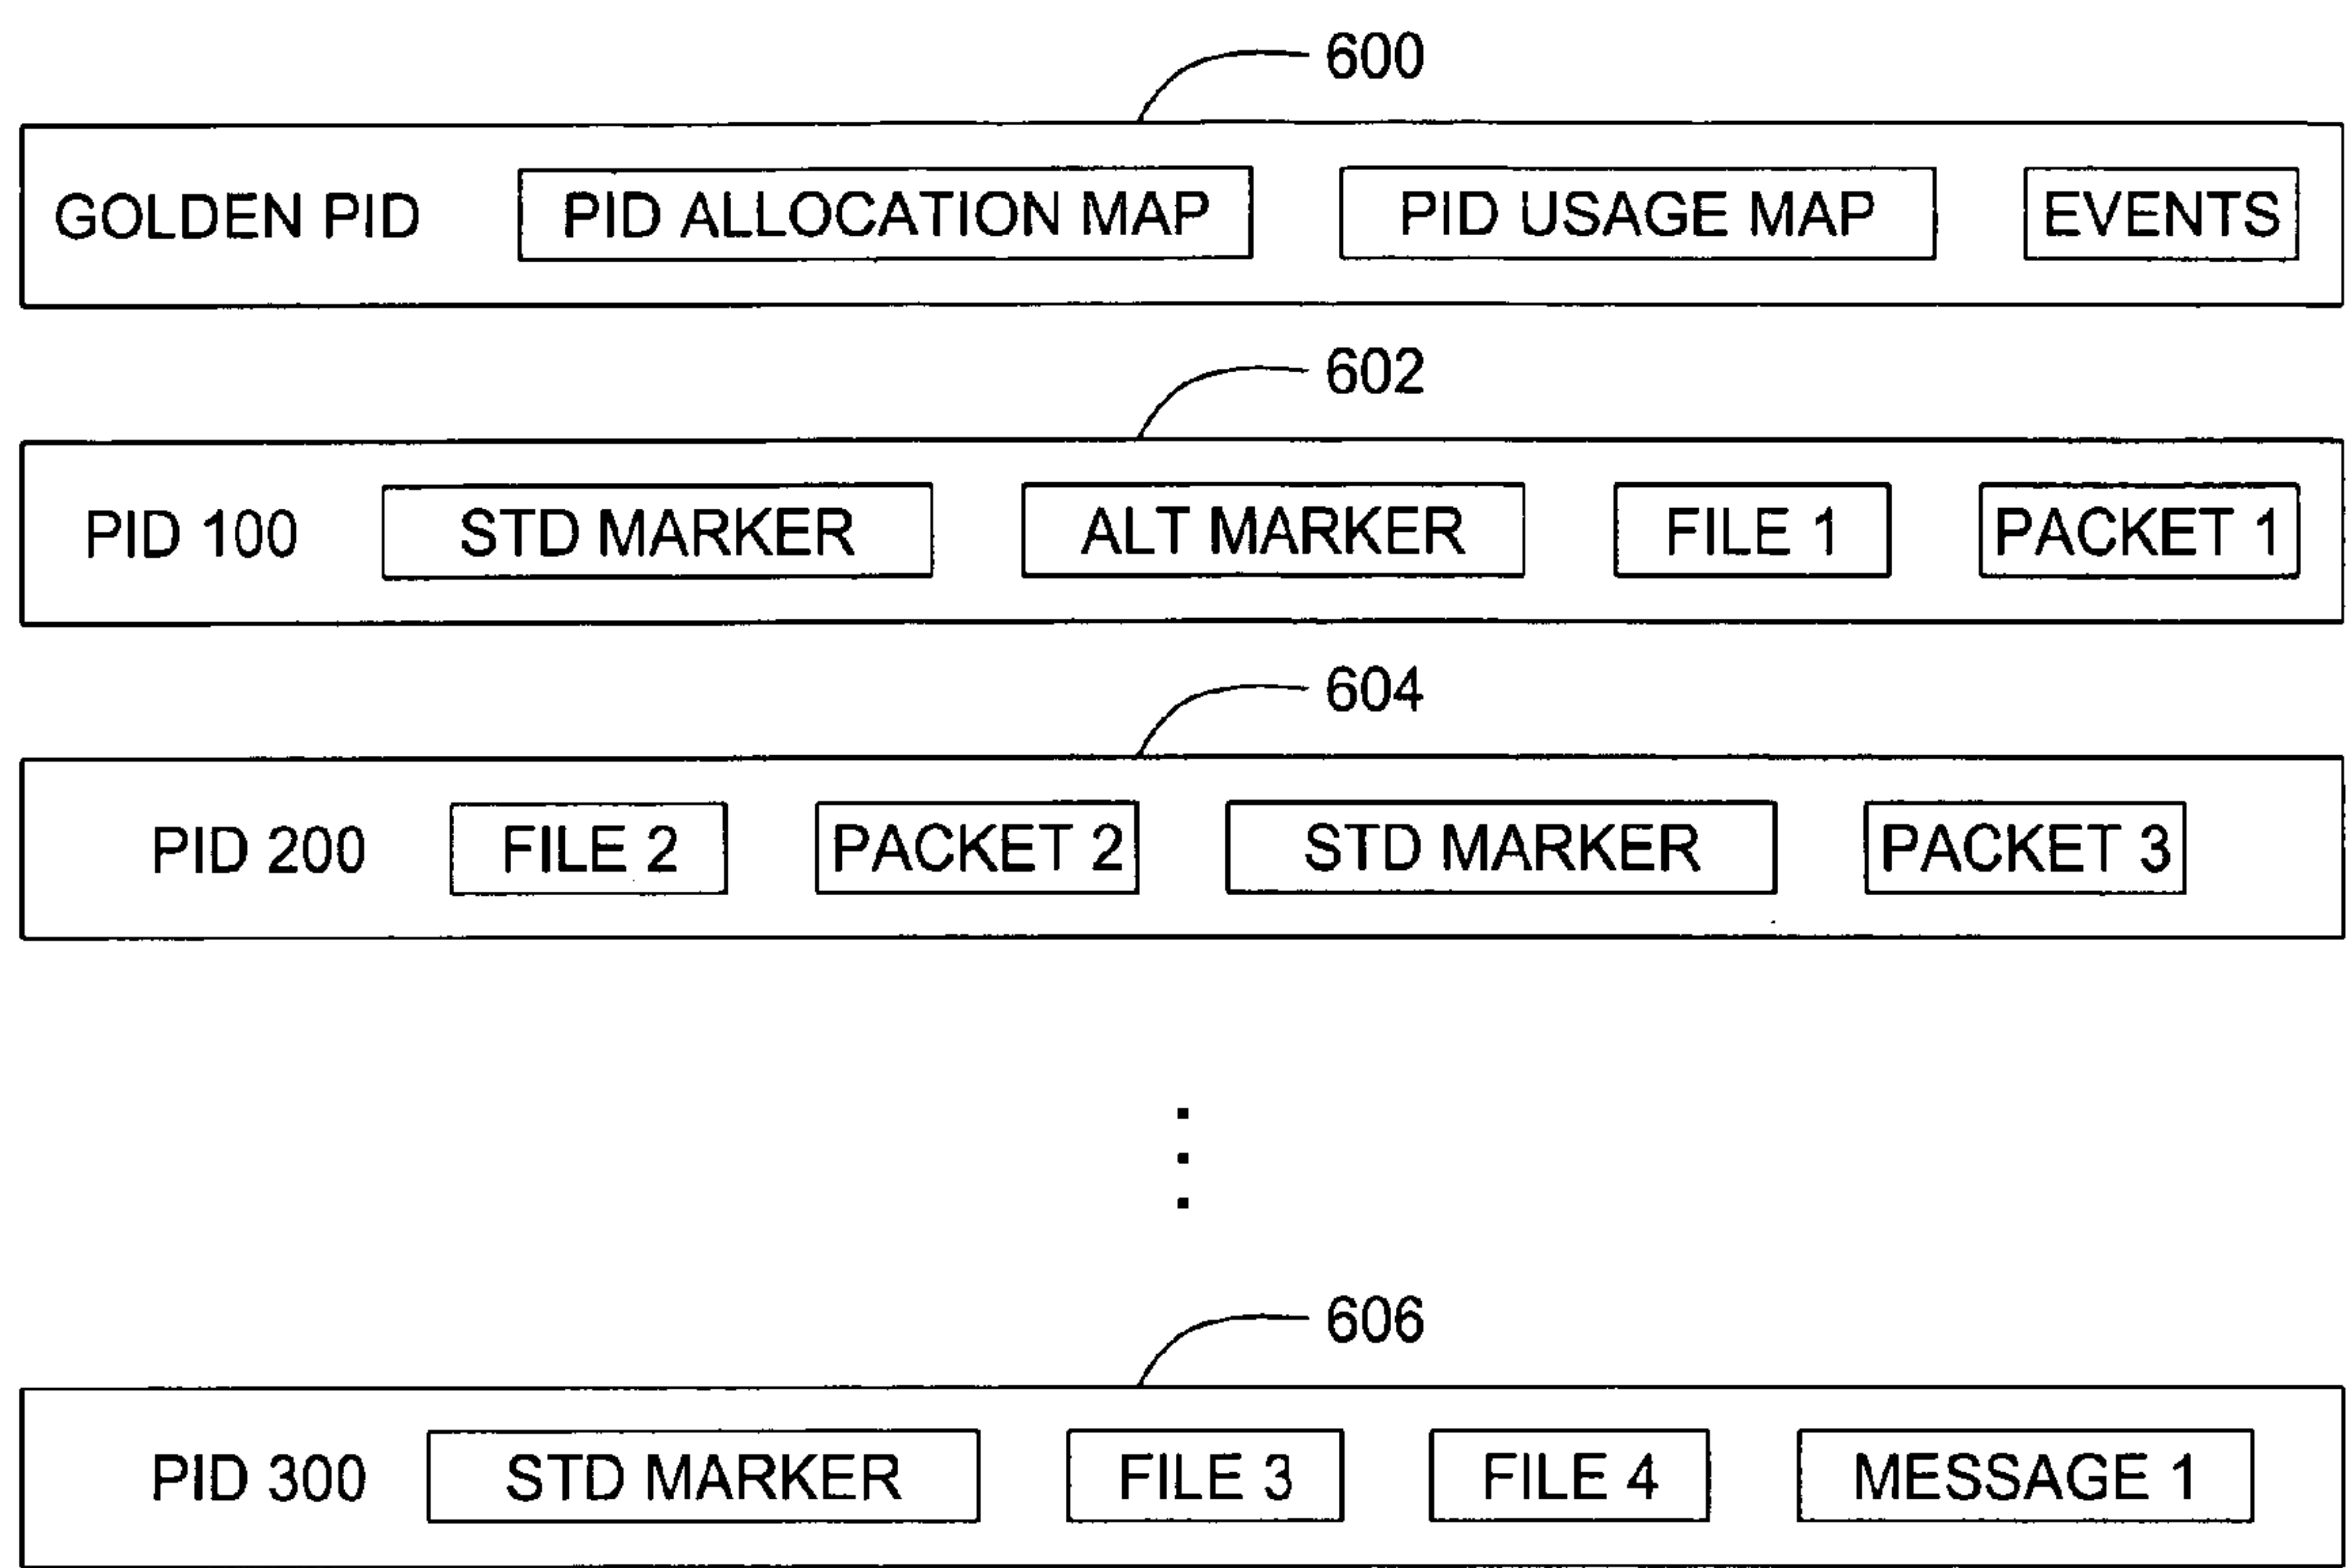 600
GOLDEN PID PID ALLOCATION MAP PID USAGE MAP EVENTS
602
PID 100 STD MARKER ALT MARKER FILE 1 PACKET 1
604
PID 200 FILE 2 PACKET 2 STD MARKER PACKET 3
606
PID 300 STD MARKER FILE 3 FILE 4 MESSAGE 1